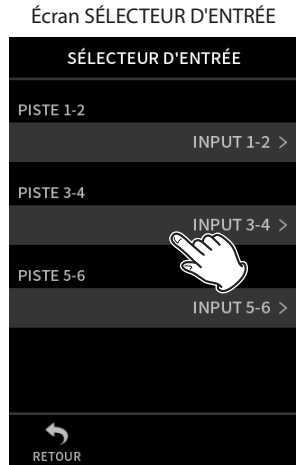 Écran SÉLECTEUR D'ENTRÉE
SÉLECTEUR D'ENTRÉE
PISTE 1-2
INPUT 1-2 >
PISTE 3-4
INPUT 3-4 >
PISTE 5-6
INPUT 5-6 >
RETOUR